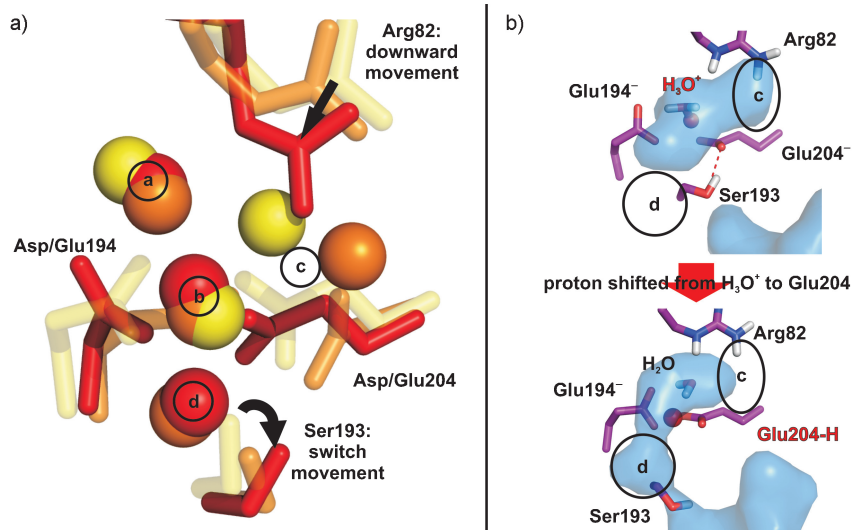 a)
Arg82:
downward
movement
a
c
Asp/Glu194
b
Asp/Glu204
d
Ser193:
switch
movement
b)
Arg82
H₃O⁺
Glu194⁻
c
Glu204⁻
Ser193
d
proton shifted from H₃O⁺ to Glu204
Arg82
H₂O
c
Glu194⁻
Glu204-H
d
Ser193